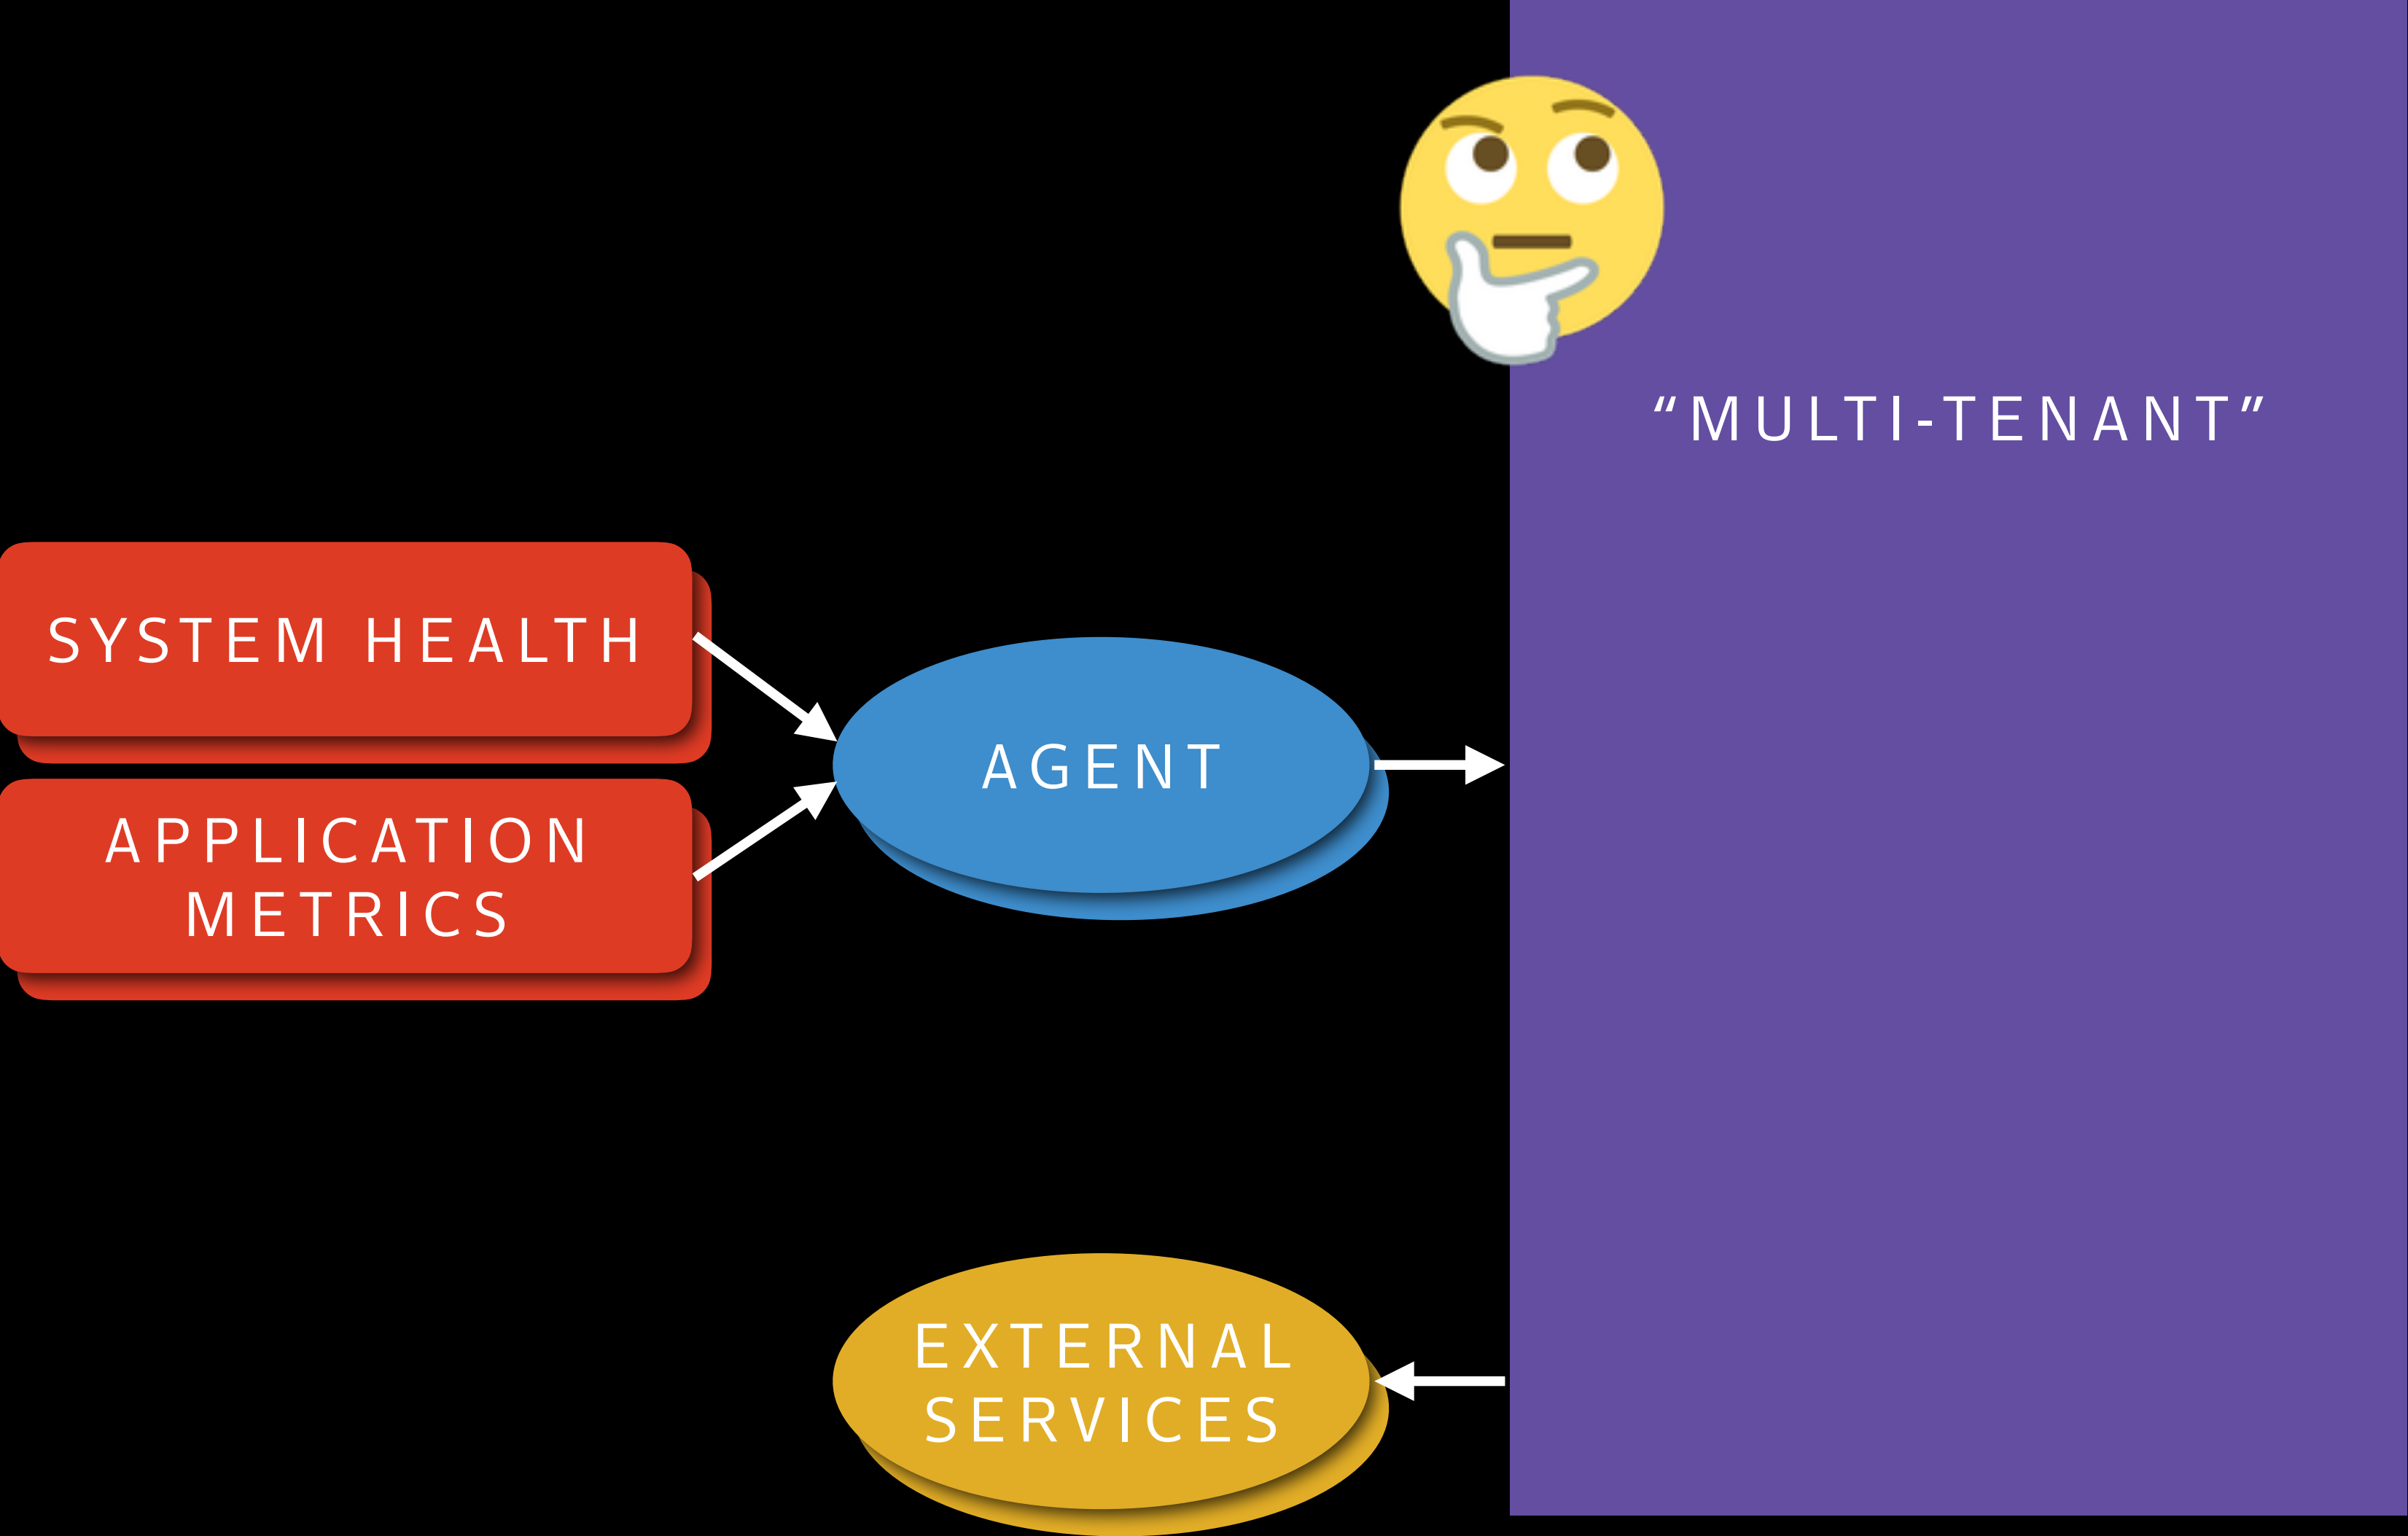 “MULTI-TENANT”
SYSTEM HEALTH
AGENT
APPLICATION
METRICS
EXTERNAL
SERVICES